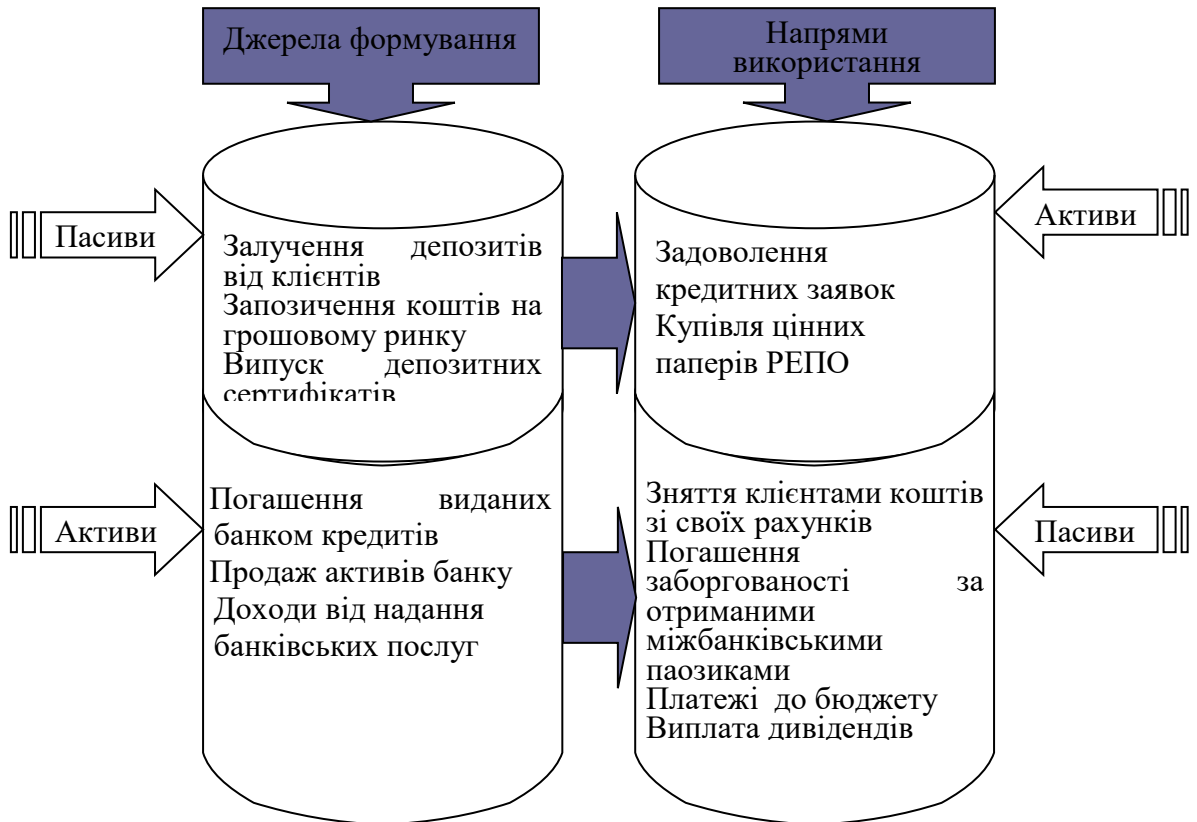 Джерела формування
Напрями
використання
Пасиви
Залучення депозитів
від клієнтів
Запозичення коштів на
грошовому ринку
Випуск депозитних
сертифікатів
Задоволення
кредитних заявок
Купівля цінних
паперів РЕПО
Активи
Активи
Погашення виданих
банком кредитів
Продаж активів банку
Доходи від надання
банківських послуг
Зняття клієнтами коштів
зі своїх рахунків
Погашення
заборгованості за
отриманими
міжбанківськими
паозиками
Платежі до бюджету
Виплата дивідендів
Пасиви